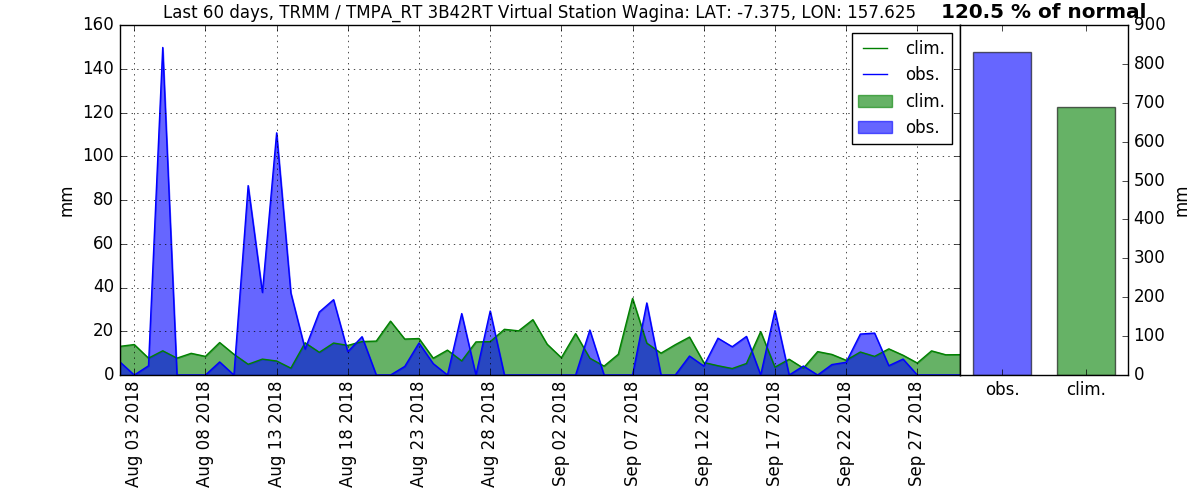 Last 60 days, TRMM / TMPA_RT 3B42RT Virtual Station Wagina: LAT: -7.375, LON: 157.625
120.5 % of normal
mm
160
140
120
100
80
60
40
20
0
clim.
obs.
clim.
obs.
Aug 03 2018
Aug 08 2018
Aug 13 2018
Aug 18 2018
Aug 23 2018
Aug 28 2018
Sep 02 2018
Sep 07 2018
Sep 12 2018
Sep 17 2018
Sep 22 2018
Sep 27 2018
900
800
700
600
500
400
300
200
100
0
mm
obs.
clim.